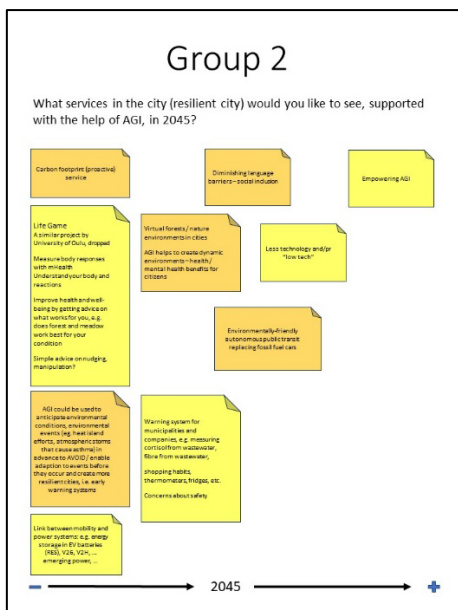 Group 2
What services in the city (resilient city) would you like to see, supported
with the help of AGI, in 2045?
Carbon footprint (proactive)
service
Diminishing language
barriers – social inclusion
Empowering AGI
Life Game
A similar project by
University of Oulu, dropped
Measure body responses
with mHealth
Understand your body and
reactions
Improve health and well-
being by getting advice on
what works for you, e.g.
does forest and meadow
work best for your
condition
Simple advice on nudging,
manipulation?
Virtual forests / nature
environments in cities
AGI helps to create dynamic
environments – health /
mental health benefits for
citizens
Less technology and/pr
"low tech"
Environmentally-friendly
autonomous public transit
replacing fossil fuel cars
AGI could be used to
anticipate environmental
conditions, environmental
events (eg. heat island
efforts, atmospheric storms
that cause asthma) in
advance to AVOID / enable
adaption to events before
they occur and create more
resilient cities, i.e. early
warning systems
Warning system for
municipalities and
companies, e.g. measuring
cortisol from wastewater,
fibre from wastewater,
shopping habits,
thermometers, fridges, etc.
Concerns about safety
Link between mobility and
power systems: e.g. energy
storage in EV batteries
(RES), V2G, V2H, ...
emerging power, ...
2045